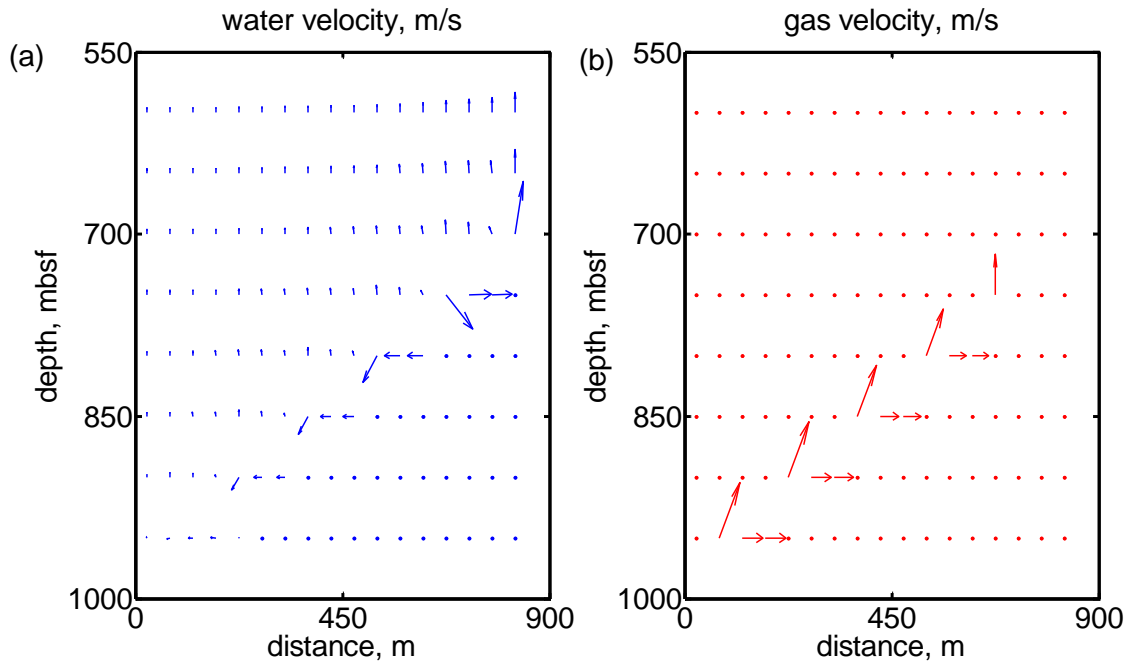 water velocity, m/s
(a)
550
700
850
1000
depth, mbsf
0
450
900
distance, m
gas velocity, m/s
(b)
550
700
850
1000
depth, mbsf
0
450
900
distance, m